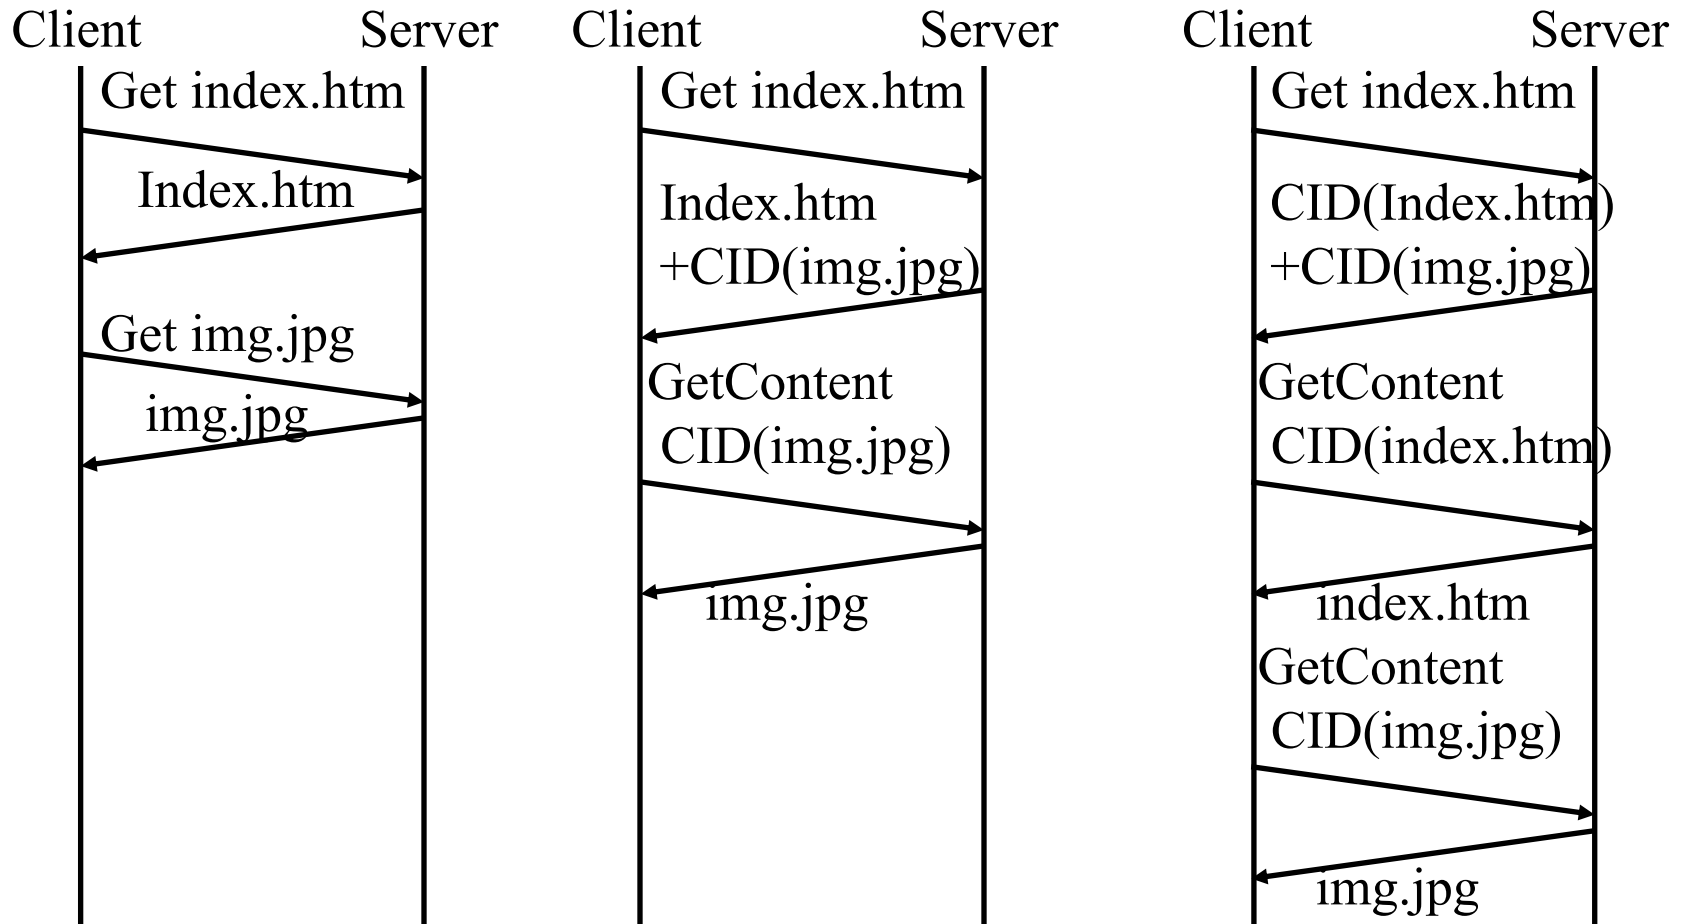 Client
Server
Get index.htm
Index.htm
Get img.jpg
img.jpg
Client
Server
Get index.htm
Index.htm
+CID(img.jpg)
GetContent
CID(img.jpg)
img.jpg
Client
Server
Get index.htm
CID(Index.htm)
+CID(img.jpg)
GetContent
CID(index.htm)
index.htm
GetContent
CID(img.jpg)
img.jpg